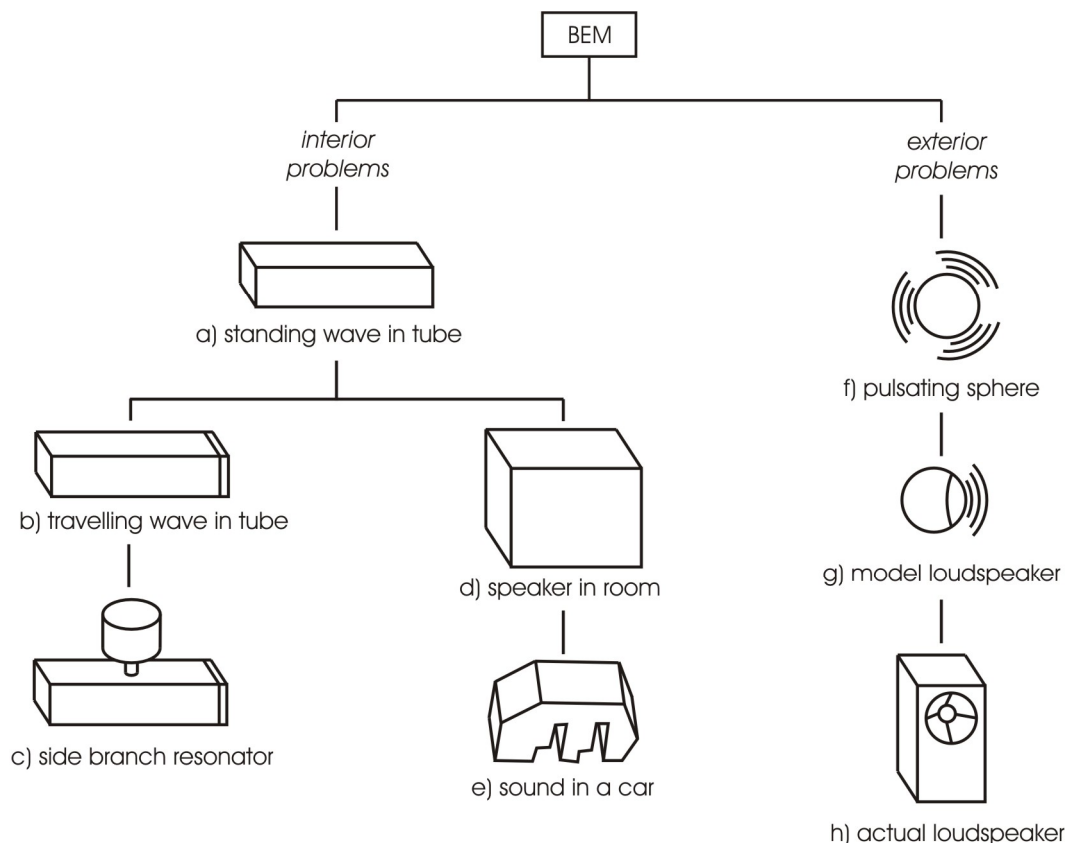 BEM
interior
problems
exterior
problems
a) standing wave in tube
f) pulsating sphere
b) travelling wave in tube
d) speaker in room
g) model loudspeaker
c) side branch resonator
e) sound in a car
h) actual loudspeaker